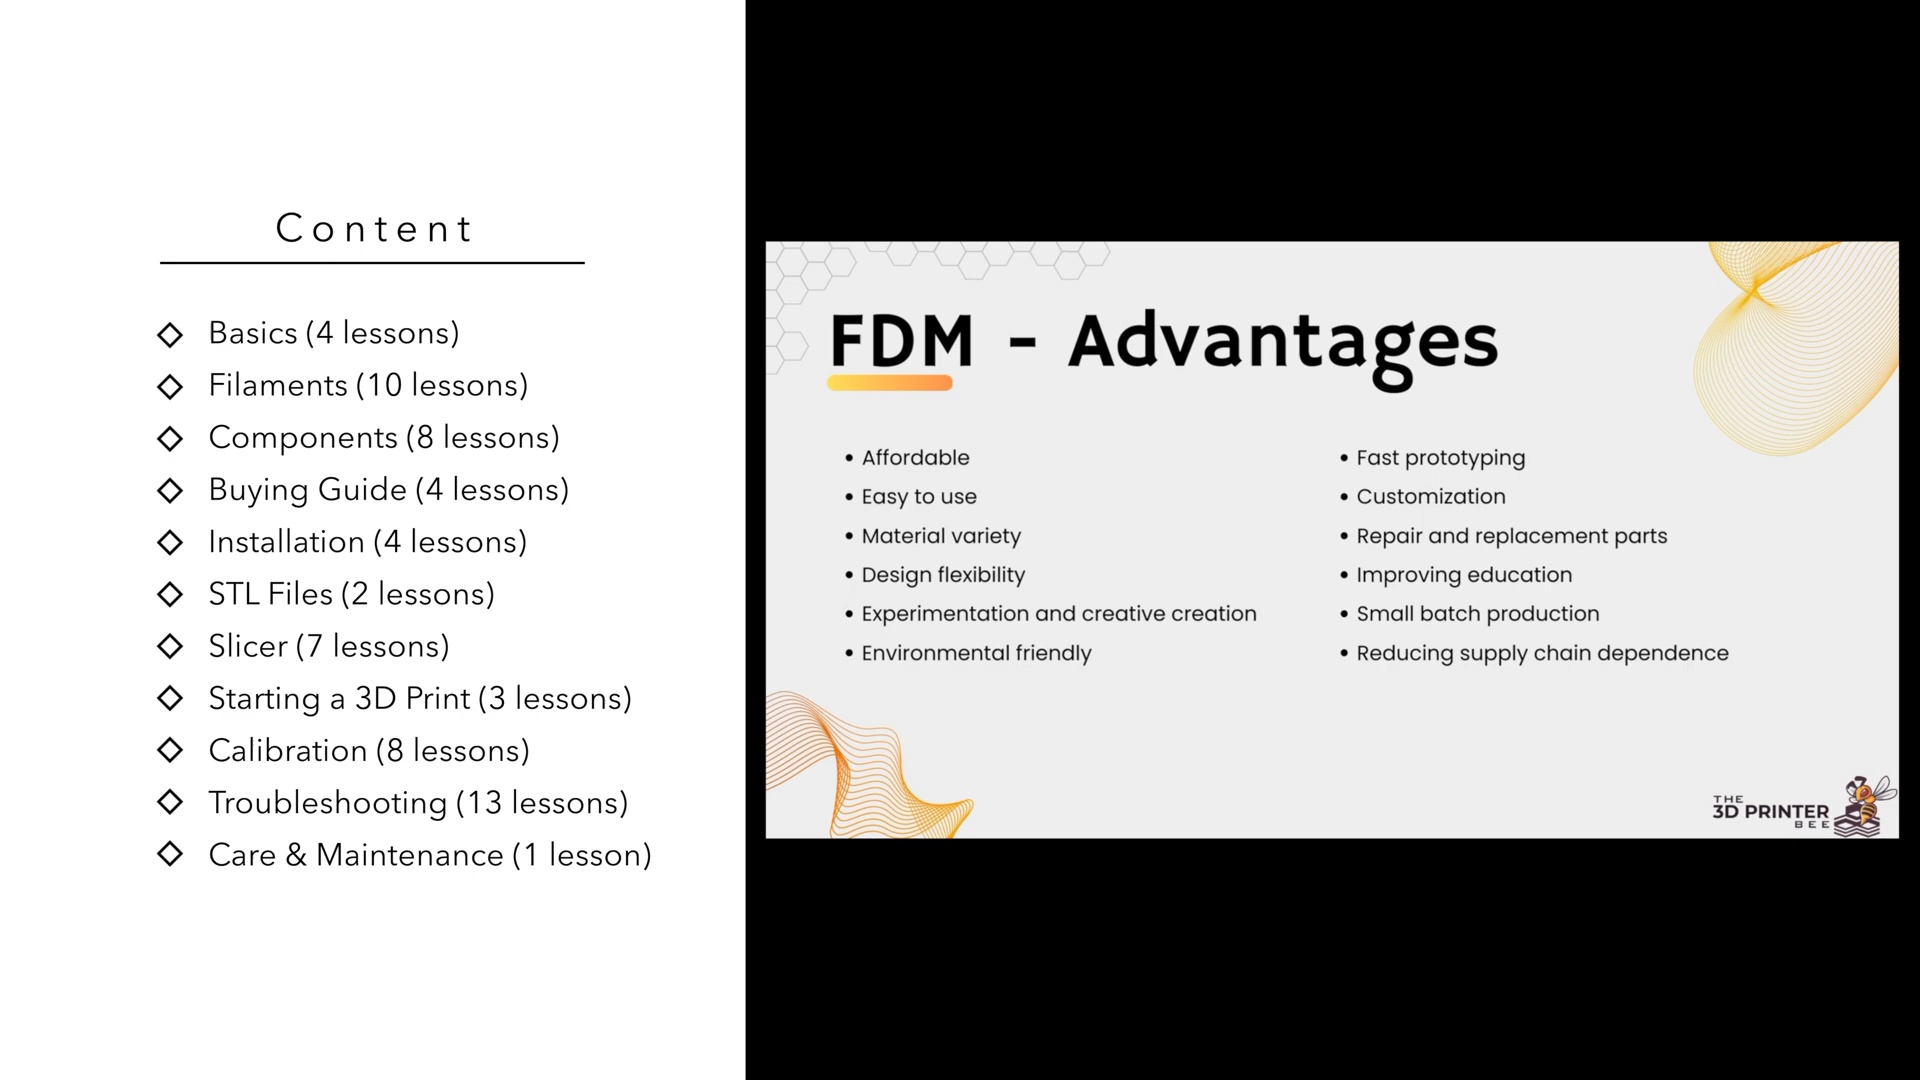 Content
Basics (4 lessons)
Filaments (10 lessons)
Components (8 lessons)
Buying Guide (4 lessons)
Installation (4 lessons)
STL Files (2 lessons)
Slicer (7 lessons)
Starting a 3D Print (3 lessons)
Calibration (8 lessons)
Troubleshooting (13 lessons)
Care & Maintenance (1 lesson)
FDM - Advantages
• Affordable
• Easy to use
• Material variety
• Design flexibility
• Experimentation and creative creation
• Environmental friendly
• Fast prototyping
• Customization
• Repair and replacement parts
• Improving education
• Small batch production
• Reducing supply chain dependence
THE
3D PRINTER
BEE